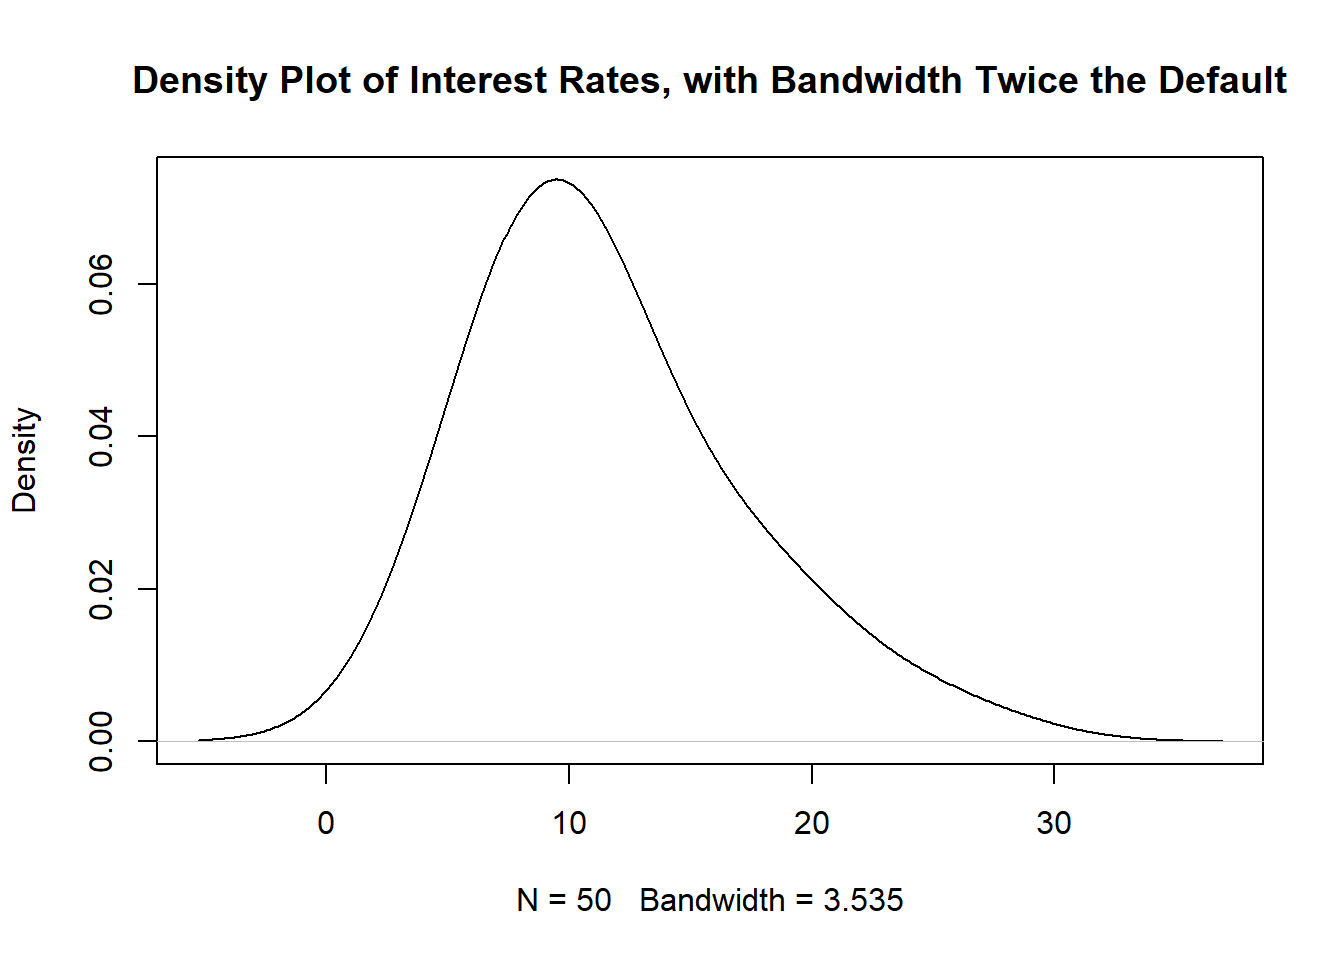 Density Plot of Interest Rates, with Bandwidth Twice the Default
Density
0.06
0.04
0.02
0.00
0 10 20 30
N = 50 Bandwidth = 3.535